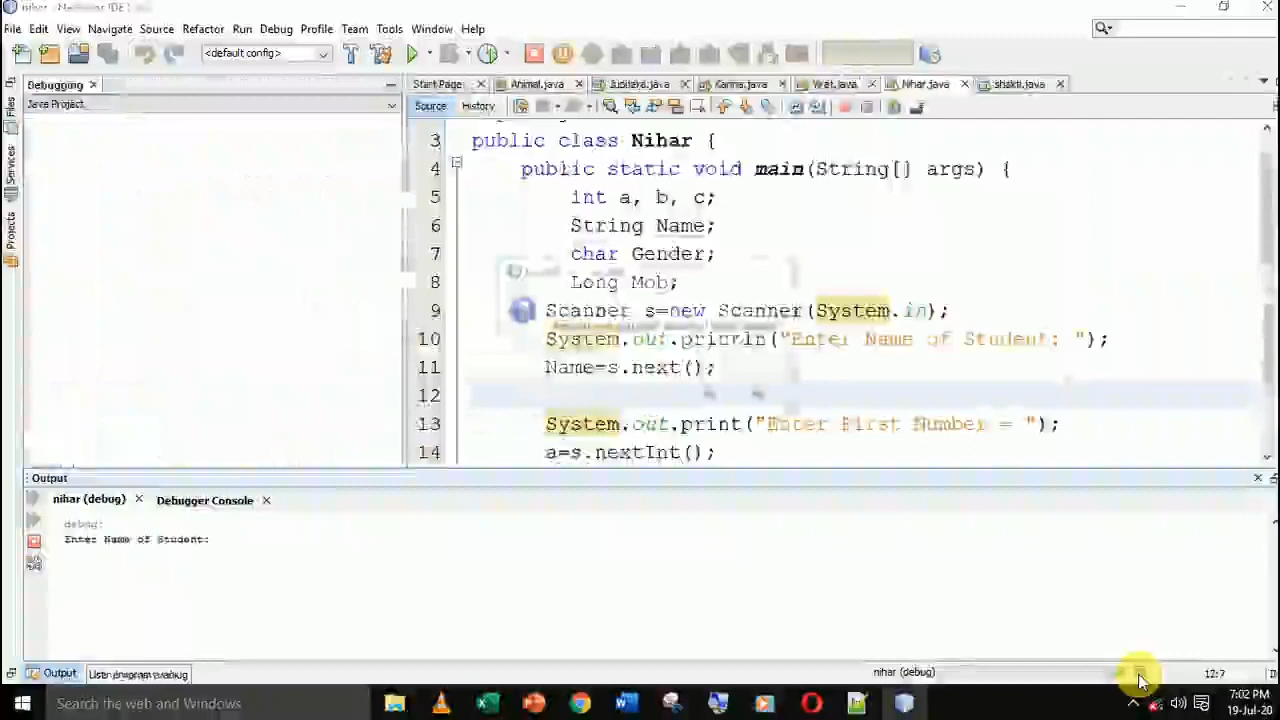 File Edit View Navigate Source Refactor Run Debug Profile Team Tools Window Help
<default config>
Debugging
Start Page Animal.java Karina.java Nihar.java shakti.java
Java Project
Source History
3 public class Nihar {
4 public static void main(String[] args) {
5 int a, b, c;
6 String Name;
7 char Gender;
8 Long Mob;
9 Scanner s=new Scanner(System.in);
10 System.out.println("Enter Name of Student: ");
11 Name=s.next();
12
13 System.out.print("Enter First Number = ");
14 a=s.nextInt();
Files
Services
Projects
Output
nihar (debug) Debugger Console
debug:
Enter Name of Student:
Output
nihar (debug)
12:7
Search the web and Windows
7:02 PM
19-Jul-20